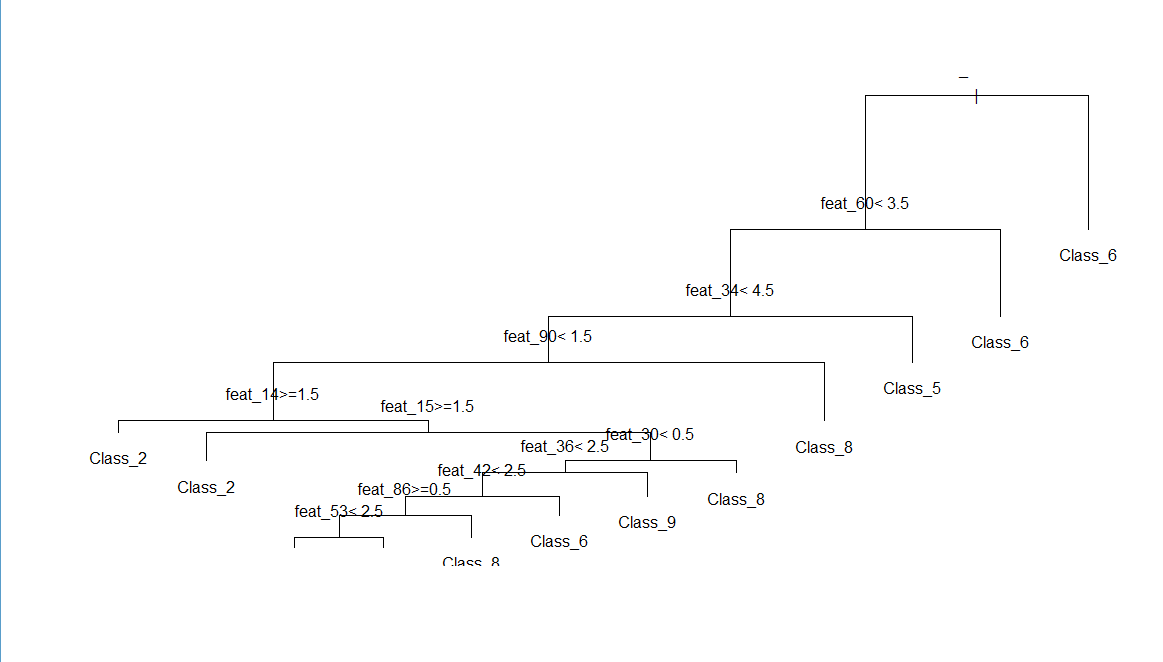 feat_60< 3.5
Class_6
feat_34< 4.5
feat_90< 1.5
Class_6
Class_5
feat_14>=1.5
feat_15>=1.5
feat_30< 0.5
feat_36< 2.5
Class_8
Class_2
feat_42< 2.5
Class_2
feat_86>=0.5
Class_8
feat_53< 2.5
Class_9
Class_6
Class_8